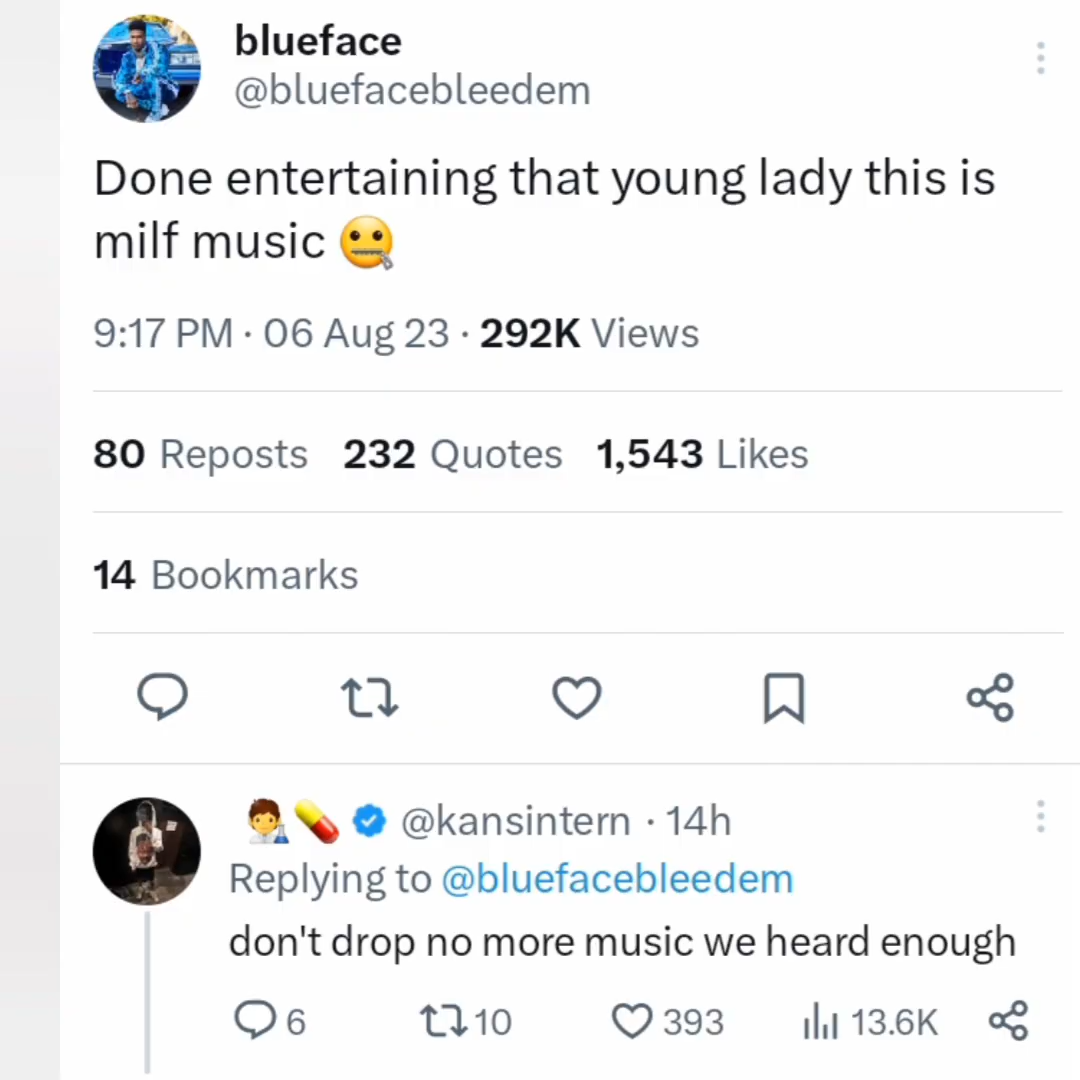 blueface
@bluefacebleedem
Done entertaining that young lady this is
milf music 🤐
9:17 PM · 06 Aug 23 · 292K Views
80 Reposts 232 Quotes 1,543 Likes
14 Bookmarks
🧑‍🔬💊 @kansintern · 14h
Replying to @bluefacebleedem
don't drop no more music we heard enough
6 10 393 13.6K